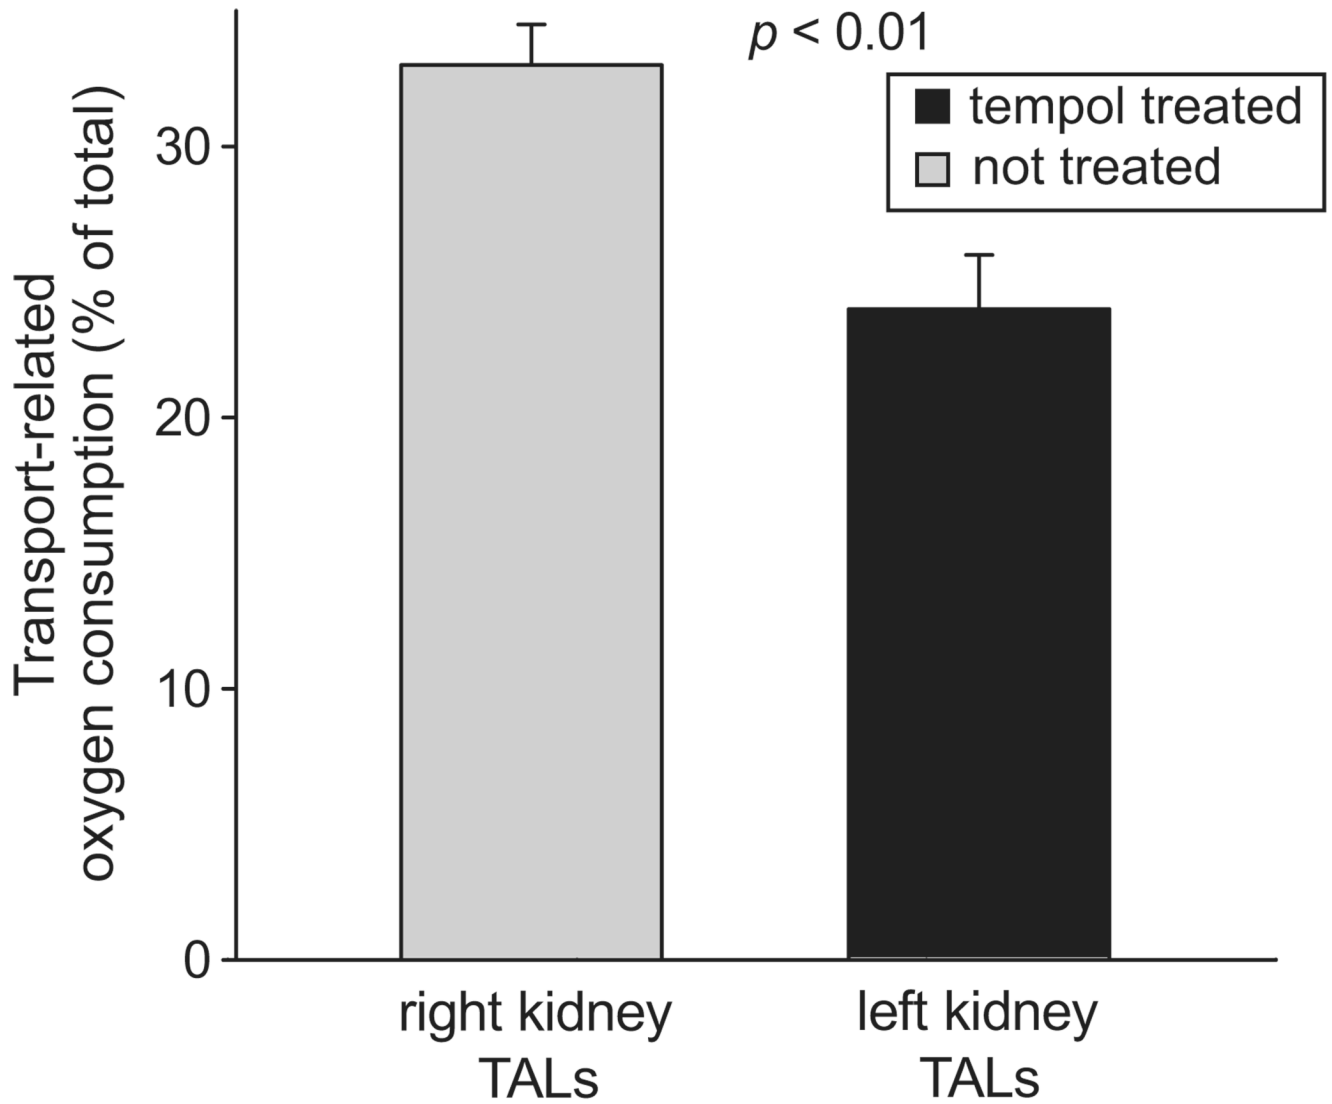 p < 0.01
tempol treated
not treated
Transport-related
oxygen consumption (% of total)
30
20
10
0
right kidney
TALs
left kidney
TALs